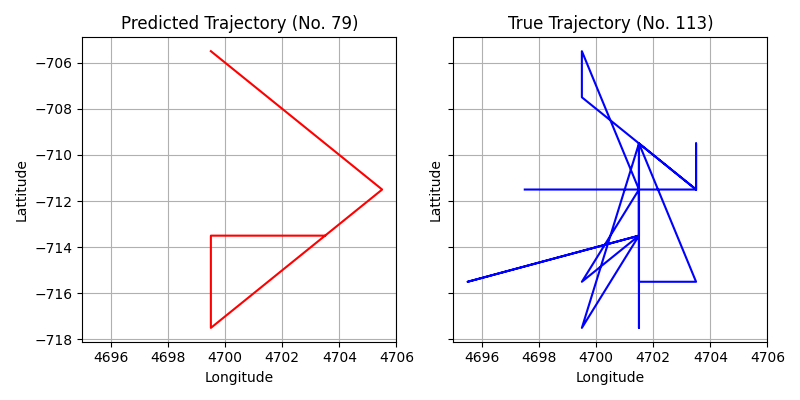 Predicted Trajectory (No. 79)
True Trajectory (No. 113)
−706
−708
−710
−712
−714
−716
−718
Lattitude
Lattitude
4696 4698 4700 4702 4704 4706
4696 4698 4700 4702 4704 4706
Longitude
Longitude